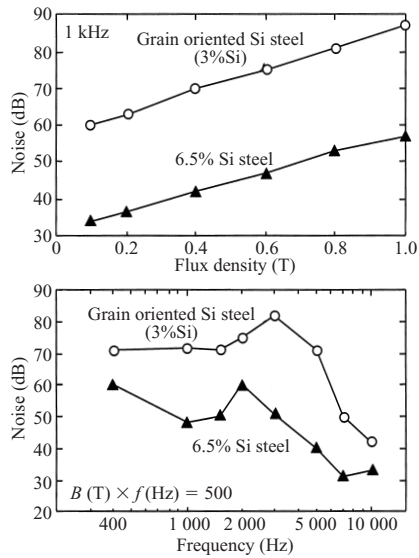 90
1 kHz
Grain oriented Si steel
(3%Si)
80
70
60
6.5% Si steel
50
40
30
Noise (dB)
0 0.2 0.4 0.6 0.8 1.0
Flux density (T)
90
Grain oriented Si steel
(3%Si)
80
70
60
50
6.5% Si steel
40
30
B (T) × f (Hz) = 500
20
Noise (dB)
400 1 000 2 000 5 000 10 000
Frequency (Hz)